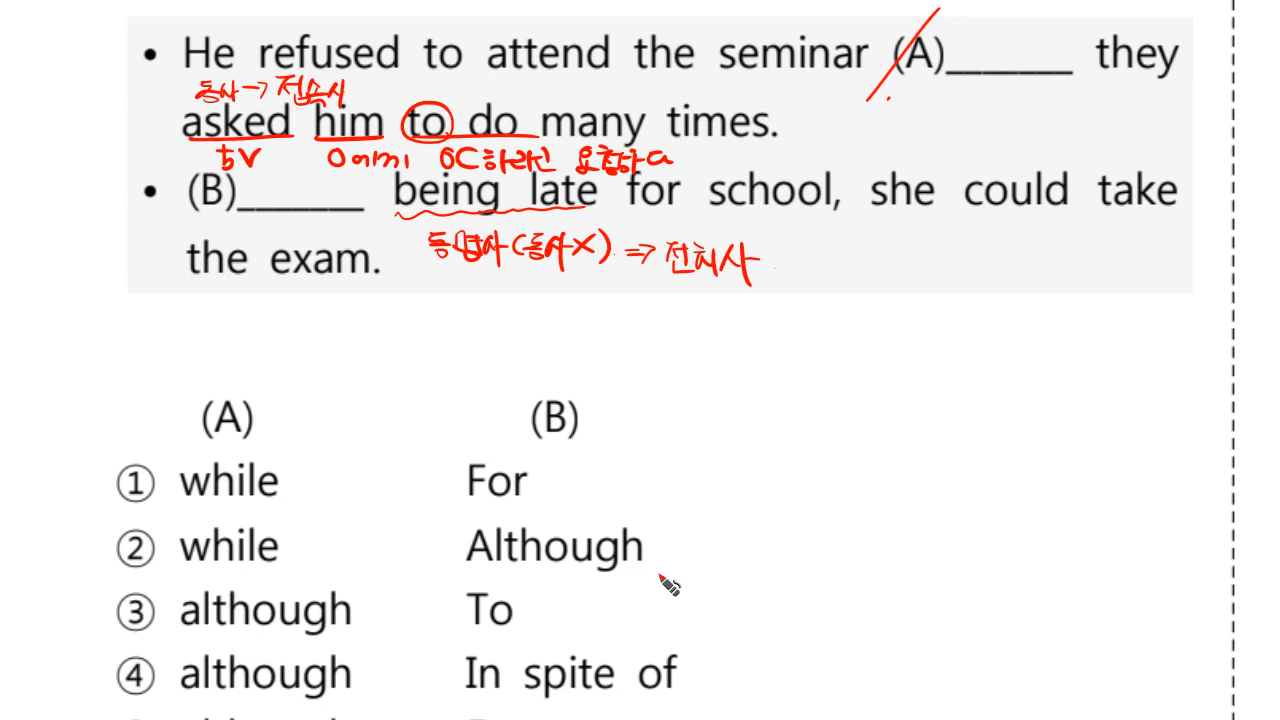 • He refused to attend the seminar (A)_______ they
동사 → 접속사
asked him to do many times.
5V O에게 OC하라고 요청하다
• (B)_______ being late for school, she could take
동명사(동사X) ⇒ 전치사
the exam.
(A) (B)
① while For
② while Although
③ although To
④ although In spite of